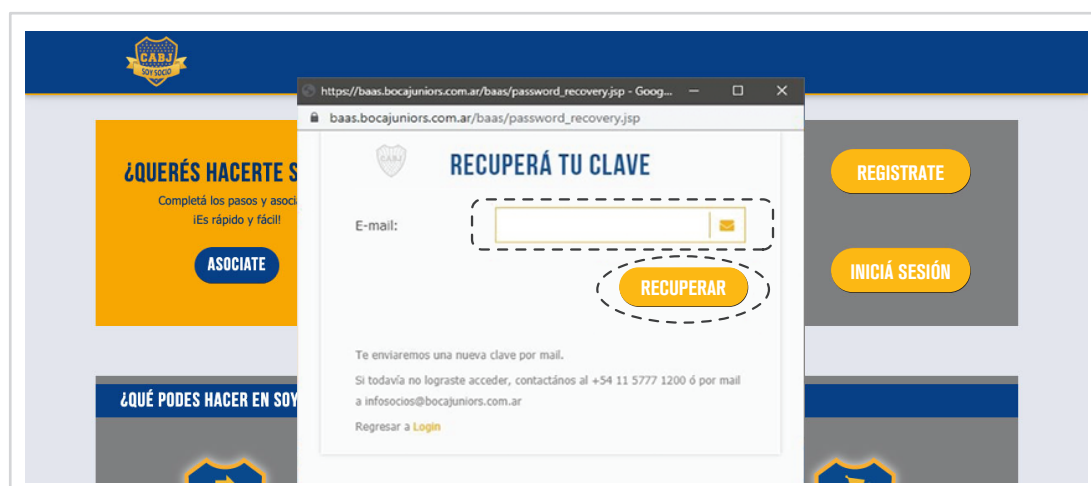 CABJ
SOY SOCIO
https://baas.bocajuniors.com.ar/baas/password_recovery.jsp - Goog...
baas.bocajuniors.com.ar/baas/password_recovery.jsp
¿QUERÉS HACERTE S
Completá los pasos y asoci
¡Es rápido y fácil!
ASOCIATE
CABJ
RECUPERÁ TU CLAVE
E-mail:
RECUPERAR
Te enviaremos una nueva clave por mail.
Si todavía no lograste acceder, contactános al +54 11 5777 1200 ó por mail
a infosocios@bocajuniors.com.ar
Regresar a Login
REGISTRATE
INICIÁ SESIÓN
¿QUÉ PODES HACER EN SOY